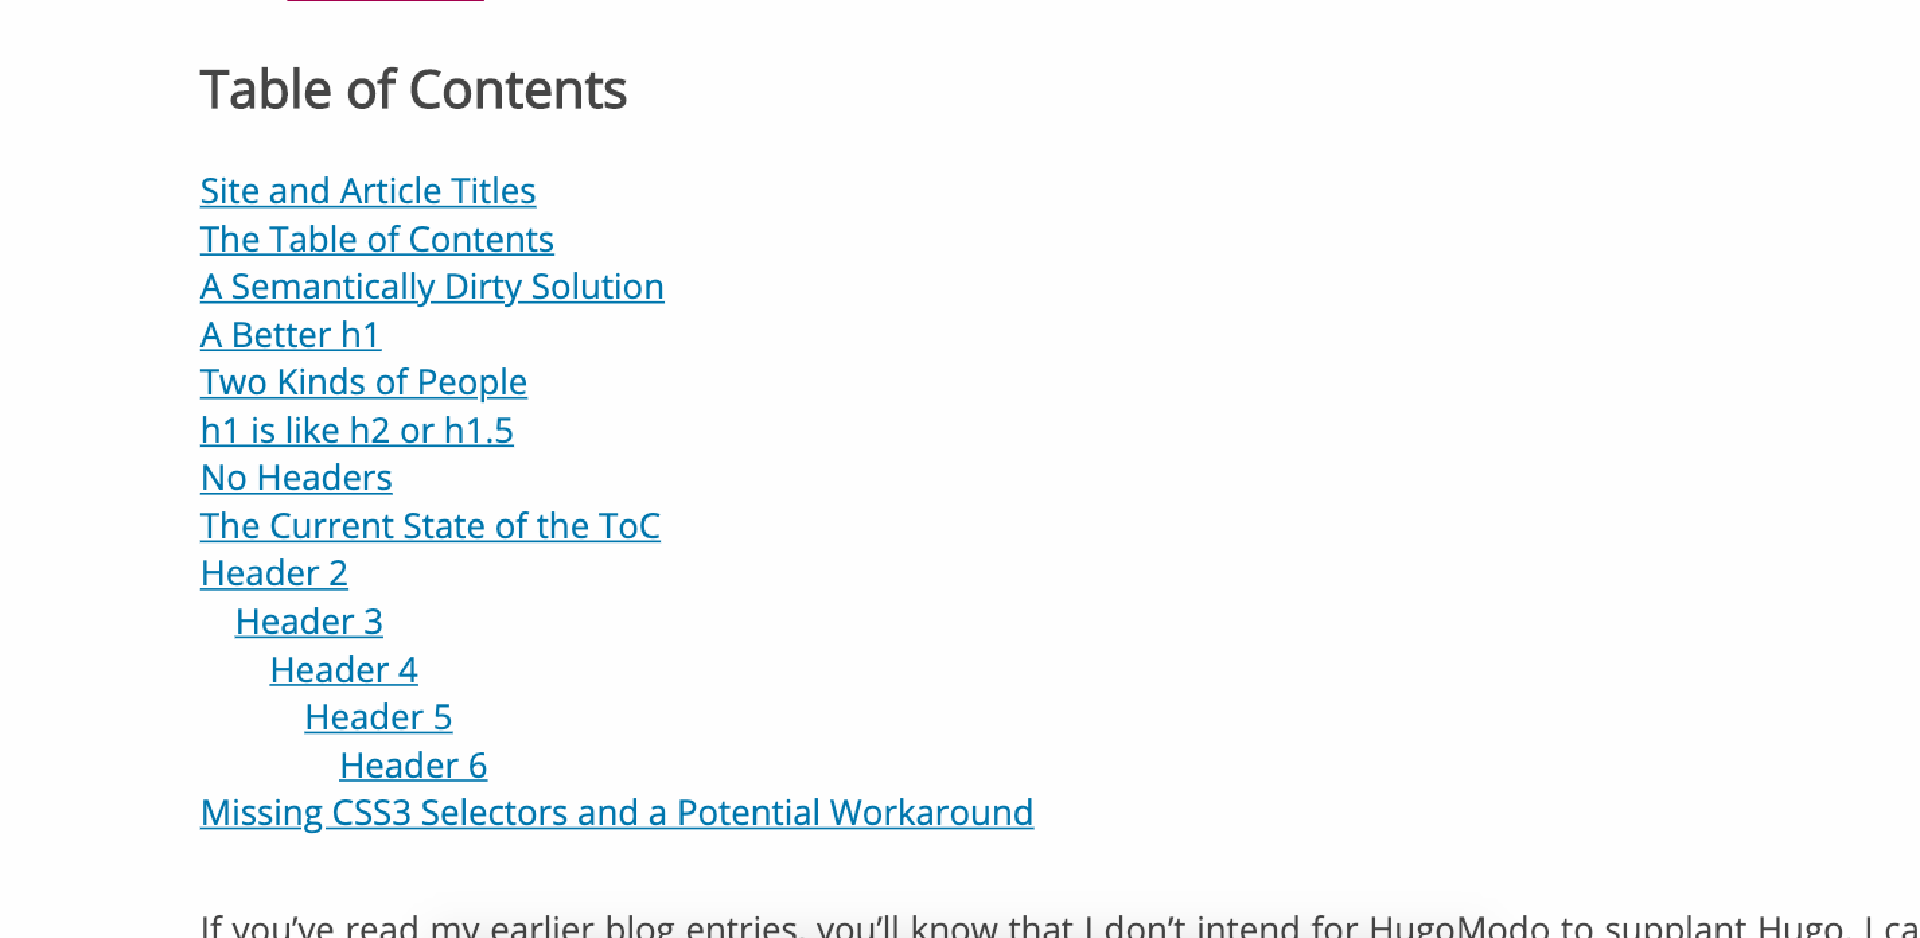 Table of Contents
Site and Article Titles
The Table of Contents
A Semantically Dirty Solution
A Better h1
Two Kinds of People
h1 is like h2 or h1.5
No Headers
The Current State of the ToC
Header 2
Header 3
Header 4
Header 5
Header 6
Missing CSS3 Selectors and a Potential Workaround
If you’ve read my earlier blog entries, you’ll know that I don’t intend for HugoModo to supplant Hugo. I ca